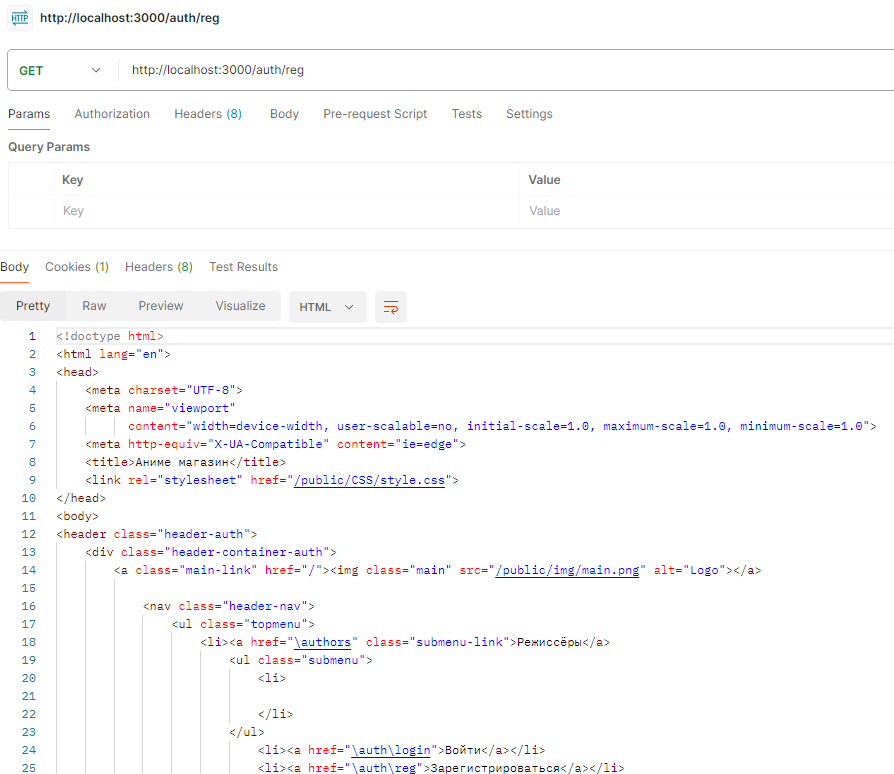 HTTP http://localhost:3000/auth/reg
GET http://localhost:3000/auth/reg
Params Authorization Headers (8) Body Pre-request Script Tests Settings
Query Params
Key Value
Key Value
Body Cookies (1) Headers (8) Test Results
Pretty Raw Preview Visualize HTML
1 <!doctype html>
2 <html lang="en">
3 <head>
4 <meta charset="UTF-8">
5 <meta name="viewport"
6 content="width=device-width, user-scalable=no, initial-scale=1.0, maximum-scale=1.0, minimum-scale=1.0">
7 <meta http-equiv="X-UA-Compatible" content="ie=edge">
8 <title>Аниме магазин</title>
9 <link rel="stylesheet" href="/public/CSS/style.css">
10 </head>
11 <body>
12 <header class="header-auth">
13 <div class="header-container-auth">
14 <a class="main-link" href="/"><img class="main" src="/public/img/main.png" alt="Logo"></a>
15
16 <nav class="header-nav">
17 <ul class="topmenu">
18 <li><a href="\authors" class="submenu-link">Режиссёры</a>
19 <ul class="submenu">
20 <li>
21
22 </li>
23 </ul>
24 <li><a href="\auth\login">Войти</a></li>
25 <li><a href="\auth\reg">Зарегистрироваться</a></li>